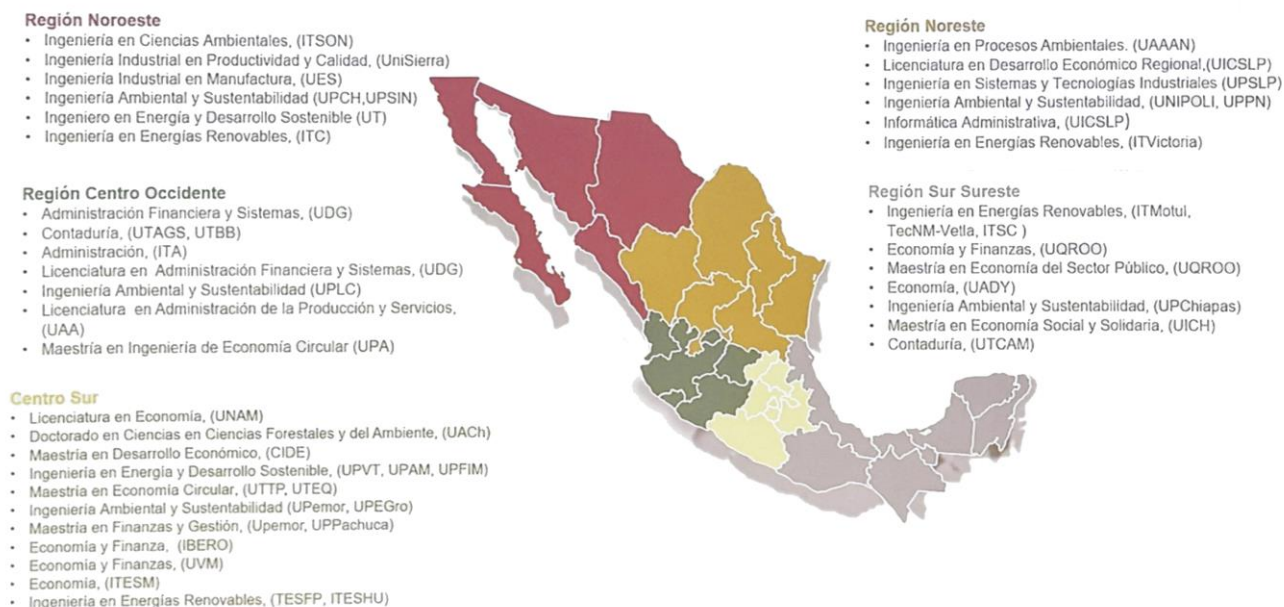 Región Noroeste
• Ingeniería en Ciencias Ambientales, (ITSON)
• Ingeniería Industrial en Productividad y Calidad, (UniSierra)
• Ingeniería Industrial en Manufactura, (UES)
• Ingeniería Ambiental y Sustentabilidad (UPCH,UPSIN)
• Ingeniero en Energía y Desarrollo Sostenible (UT)
• Ingeniería en Energías Renovables, (ITC)
Región Centro Occidente
• Administración Financiera y Sistemas, (UDG)
• Contaduría, (UTAGS, UTBB)
• Administración, (ITA)
• Licenciatura en Administración Financiera y Sistemas, (UDG)
• Ingeniería Ambiental y Sustentabilidad (UPLC)
• Licenciatura en Administración de la Producción y Servicios,
(UAA)
• Maestría en Ingeniería de Economía Circular (UPA)
Centro Sur
• Licenciatura en Economía, (UNAM)
• Doctorado en Ciencias en Ciencias Forestales y del Ambiente, (UACh)
• Maestría en Desarrollo Económico, (CIDE)
• Ingeniería en Energía y Desarrollo Sostenible, (UPVT, UPAM, UPFIM)
• Maestría en Economía Circular, (UTTP, UTEQ)
• Ingeniería Ambiental y Sustentabilidad (UPemor, UPEGro)
• Maestría en Finanzas y Gestión, (Upemor, UPPachuca)
• Economía y Finanza, (IBERO)
• Economía y Finanzas, (UVM)
• Economía, (ITESM)
• Ingeniería en Energías Renovables, (TESFP, ITESHU)
Región Noreste
• Ingeniería en Procesos Ambientales. (UAAAN)
• Licenciatura en Desarrollo Económico Regional,(UICSLP)
• Ingeniería en Sistemas y Tecnologías Industriales (UPSLP)
• Ingeniería Ambiental y Sustentabilidad, (UNIPOLI, UPPN)
• Informática Administrativa, (UICSLP)
• Ingeniería en Energías Renovables, (ITVictoria)
Región Sur Sureste
• Ingeniería en Energías Renovables, (ITMotul,
TecNM-Vetla, ITSC )
• Economía y Finanzas, (UQROO)
• Maestría en Economía del Sector Público, (UQROO)
• Economía, (UADY)
• Ingeniería Ambiental y Sustentabilidad, (UPChiapas)
• Maestría en Economía Social y Solidaria, (UICH)
• Contaduría, (UTCAM)